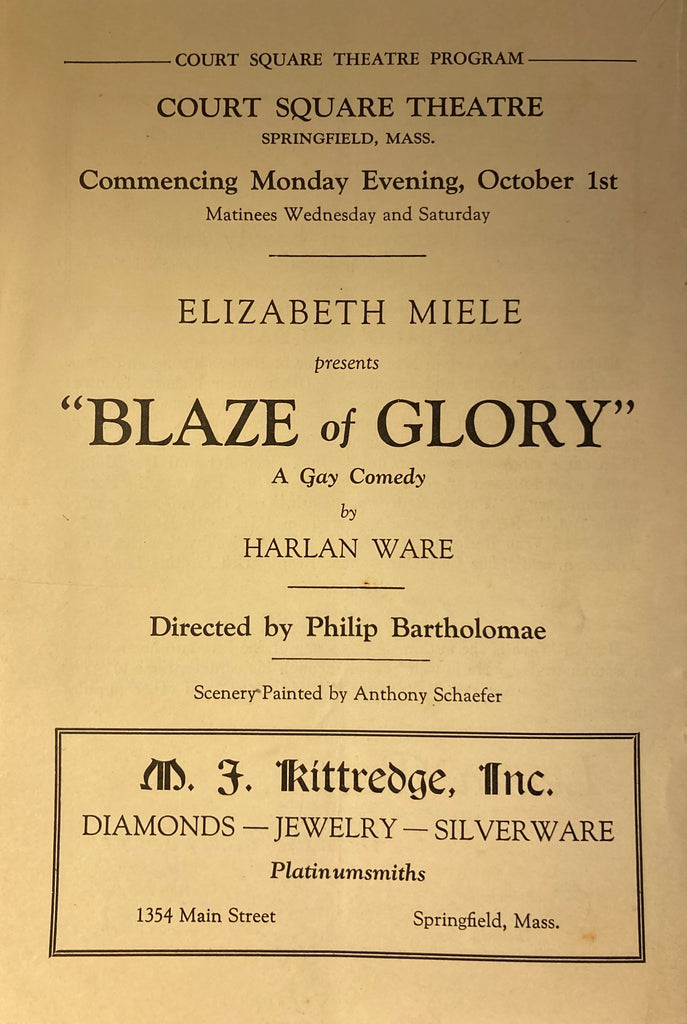 COURT SQUARE THEATRE PROGRAM
COURT SQUARE THEATRE
SPRINGFIELD, MASS.
Commencing Monday Evening, October 1st
Matinees Wednesday and Saturday
ELIZABETH MIELE
presents
“BLAZE of GLORY”
A Gay Comedy
by
HARLAN WARE
Directed by Philip Bartholomae
Scenery Painted by Anthony Schaefer
M. J. Kittredge, Inc.
DIAMONDS — JEWELRY — SILVERWARE
Platinumsmiths
1354 Main Street Springfield, Mass.